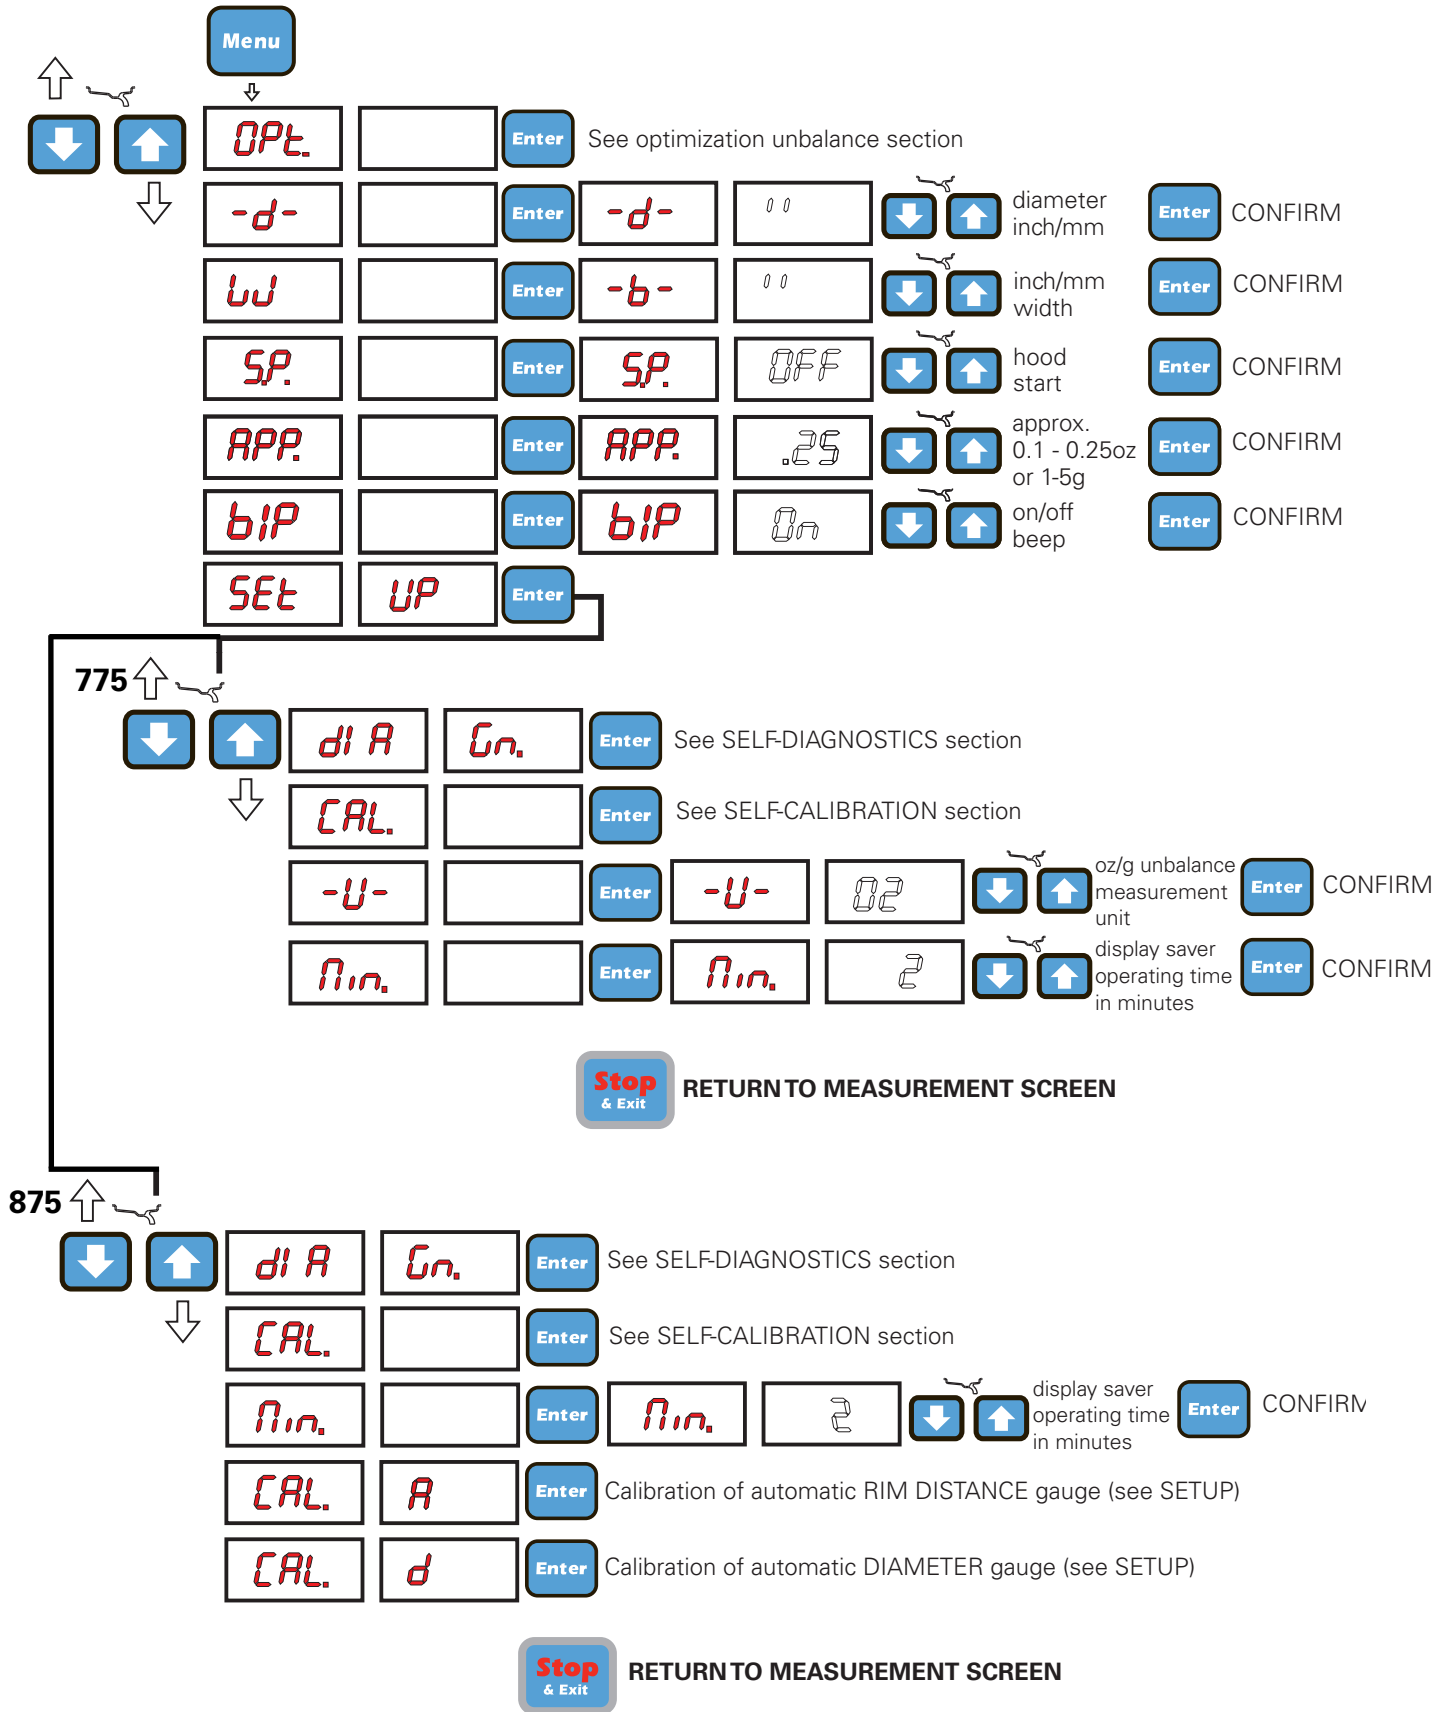 Menu
OPt. Enter See optimization unbalance section
-d- Enter -d- '' diameter inch/mm Enter CONFIRM
W Enter -b- '' inch/mm width Enter CONFIRM
S.P. Enter S.P. OFF hood start Enter CONFIRM
APP. Enter APP. .25 approx. 0.1 - 0.25oz or 1-5g Enter CONFIRM
bIP Enter bIP On on/off beep Enter CONFIRM
SEt UP Enter
775
dI A Gn. Enter See SELF-DIAGNOSTICS section
CAL. Enter See SELF-CALIBRATION section
-U- Enter -U- 02 oz/g unbalance measurement unit Enter CONFIRM
Min. Enter Min. 2 display saver operating time in minutes Enter CONFIRM
Stop & Exit RETURN TO MEASUREMENT SCREEN
875
dI A Gn. Enter See SELF-DIAGNOSTICS section
CAL. Enter See SELF-CALIBRATION section
Min. Enter Min. 2 display saver operating time in minutes Enter CONFIRM
CAL. A Enter Calibration of automatic RIM DISTANCE gauge (see SETUP)
CAL. d Enter Calibration of automatic DIAMETER gauge (see SETUP)
Stop & Exit RETURN TO MEASUREMENT SCREEN